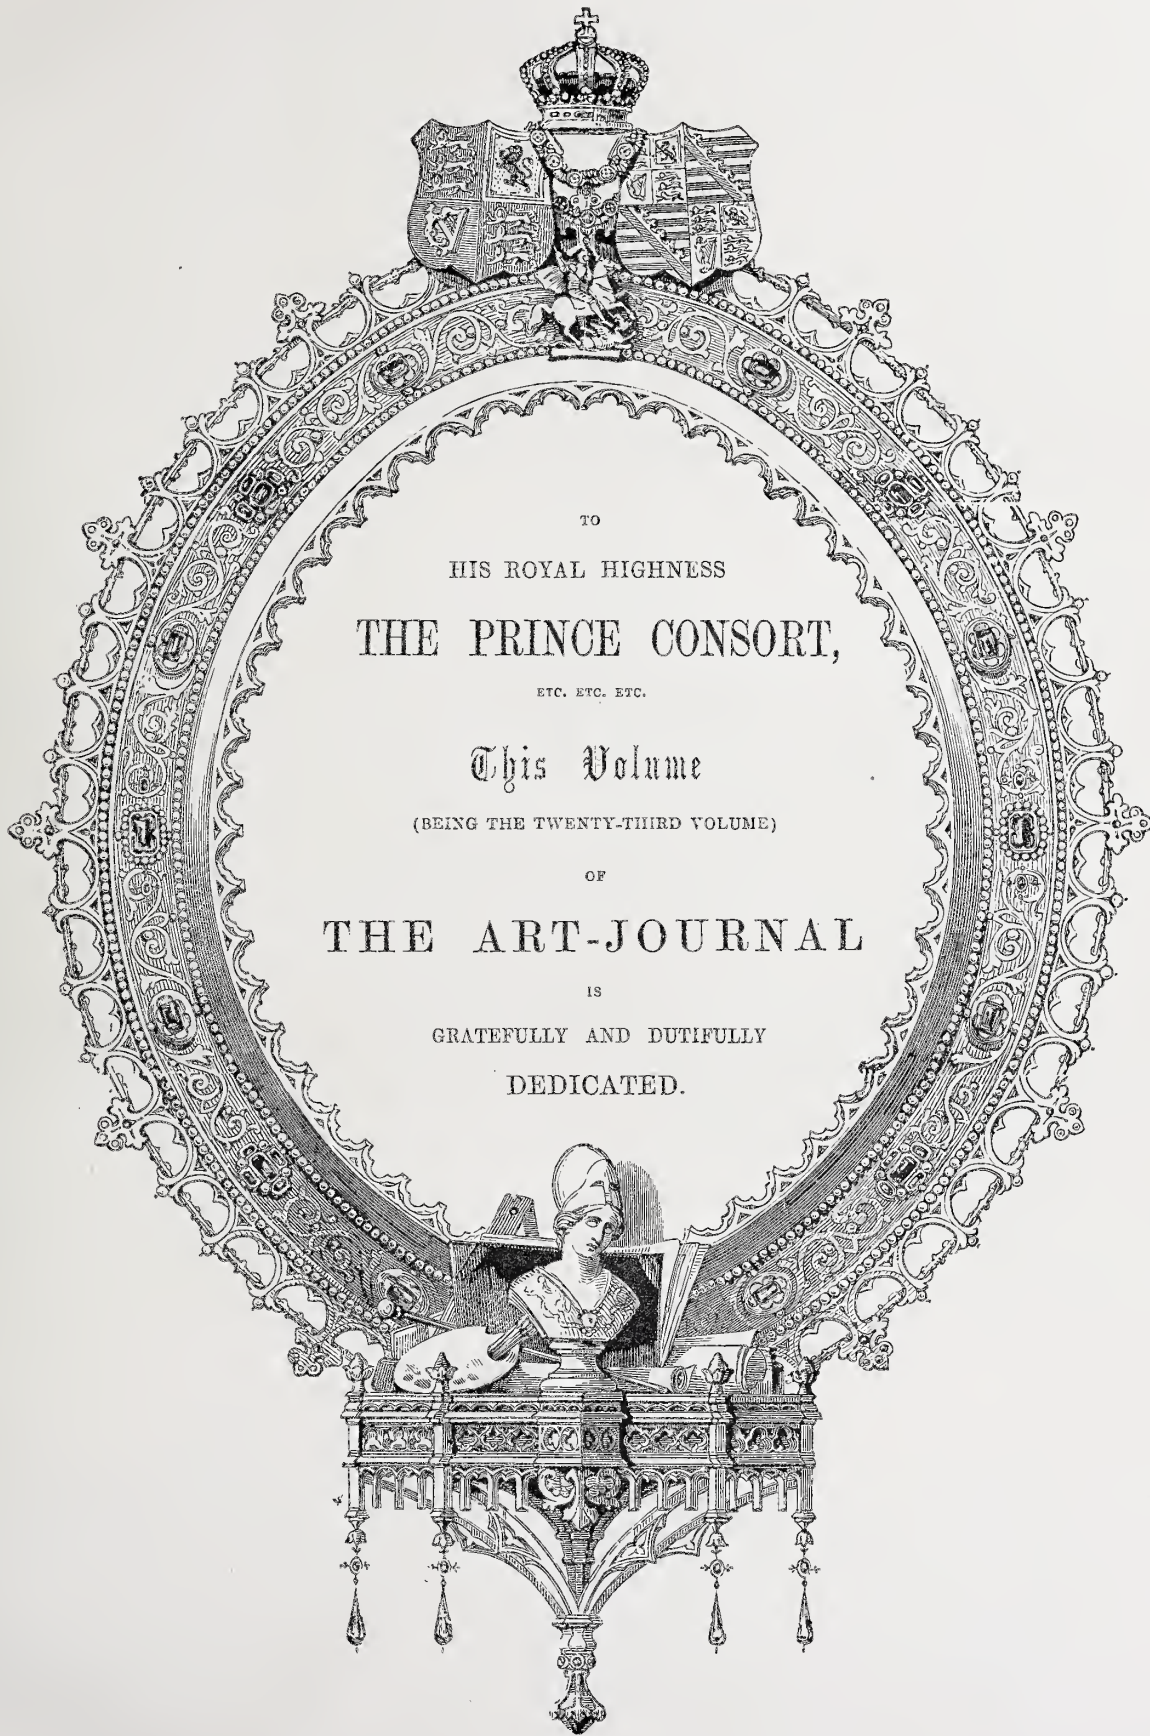 TO
HIS ROYAL HIGHNESS
THE PRINCE CONSORT,
ETC. ETC. ETC.
This Volume
(BEING THE TWENTY-THIRD VOLUME)
OF
THE ART-JOURNAL
IS
GRATEFULLY AND DUTIFULLY
DEDICATED.